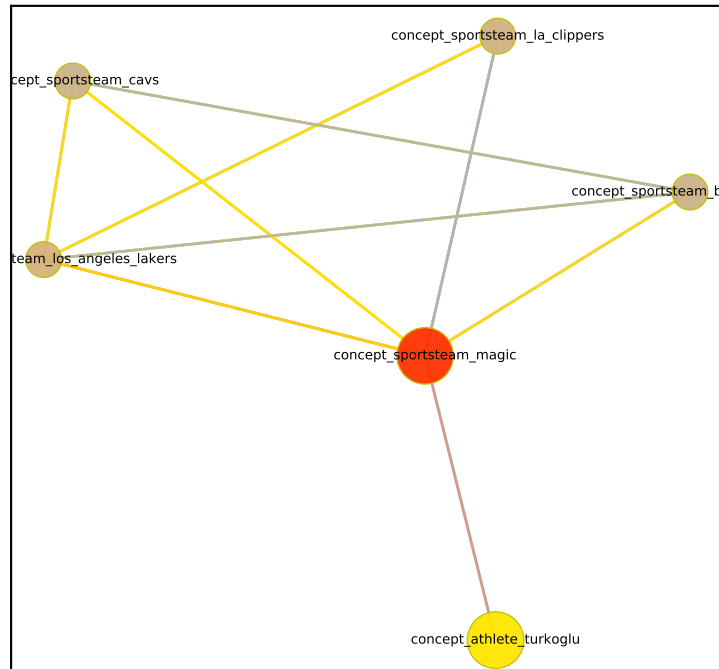 concept_sportsteam_la_clippers
cept_sportsteam_cavs
concept_sportsteam_b
team_los_angeles_lakers
concept_sportsteam_magic
concept_athlete_turkoglu